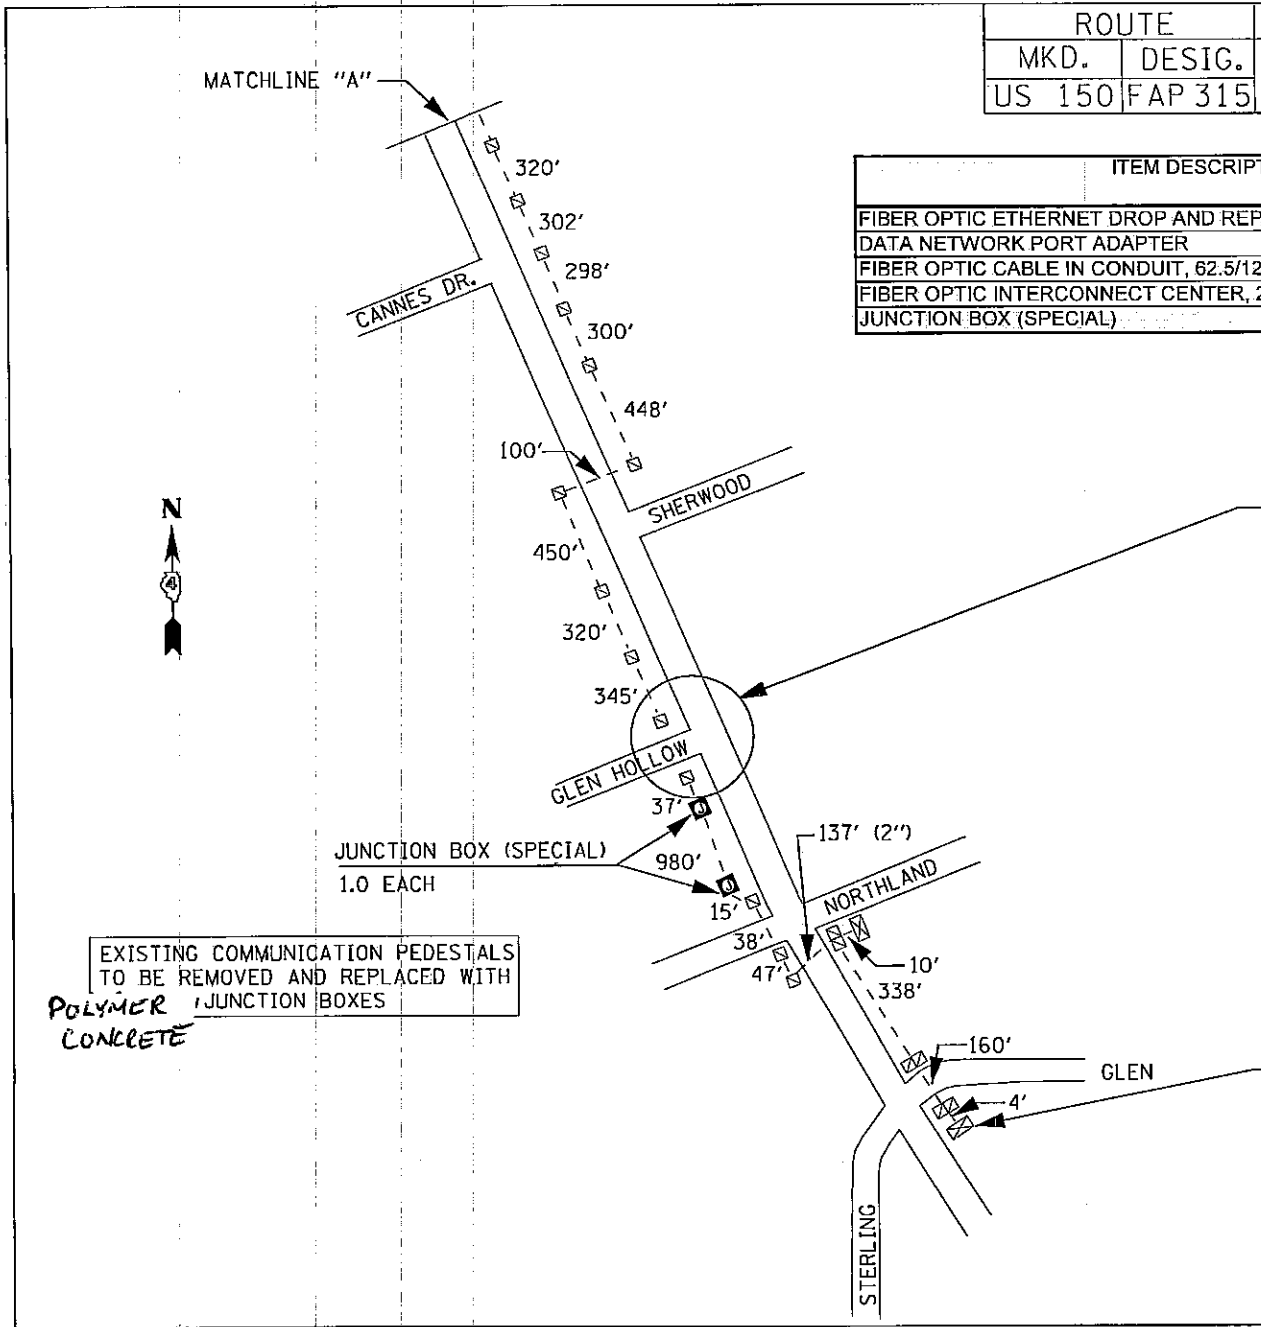 ROUTE
MKD. DESIG.
US 150 FAP 315
MATCHLINE "A"
ITEM DESCRIPT
FIBER OPTIC ETHERNET DROP AND REP
DATA NETWORK PORT ADAPTER
FIBER OPTIC CABLE IN CONDUIT, 62.5/12
FIBER OPTIC INTERCONNECT CENTER, 2
JUNCTION BOX (SPECIAL)
320'
302'
298'
CANNES DR.
300'
448'
100'
SHERWOOD
N
4
450'
320'
345'
GLEN HOLLOW
37'
J
137' (2")
JUNCTION BOX (SPECIAL)
1.0 EACH
980'
J
NORTHLAND
15'
38'
47'
10'
338'
EXISTING COMMUNICATION PEDESTALS
TO BE REMOVED AND REPLACED WITH
POLYMER JUNCTION BOXES
CONCRETE
160'
GLEN
4'
STERLING